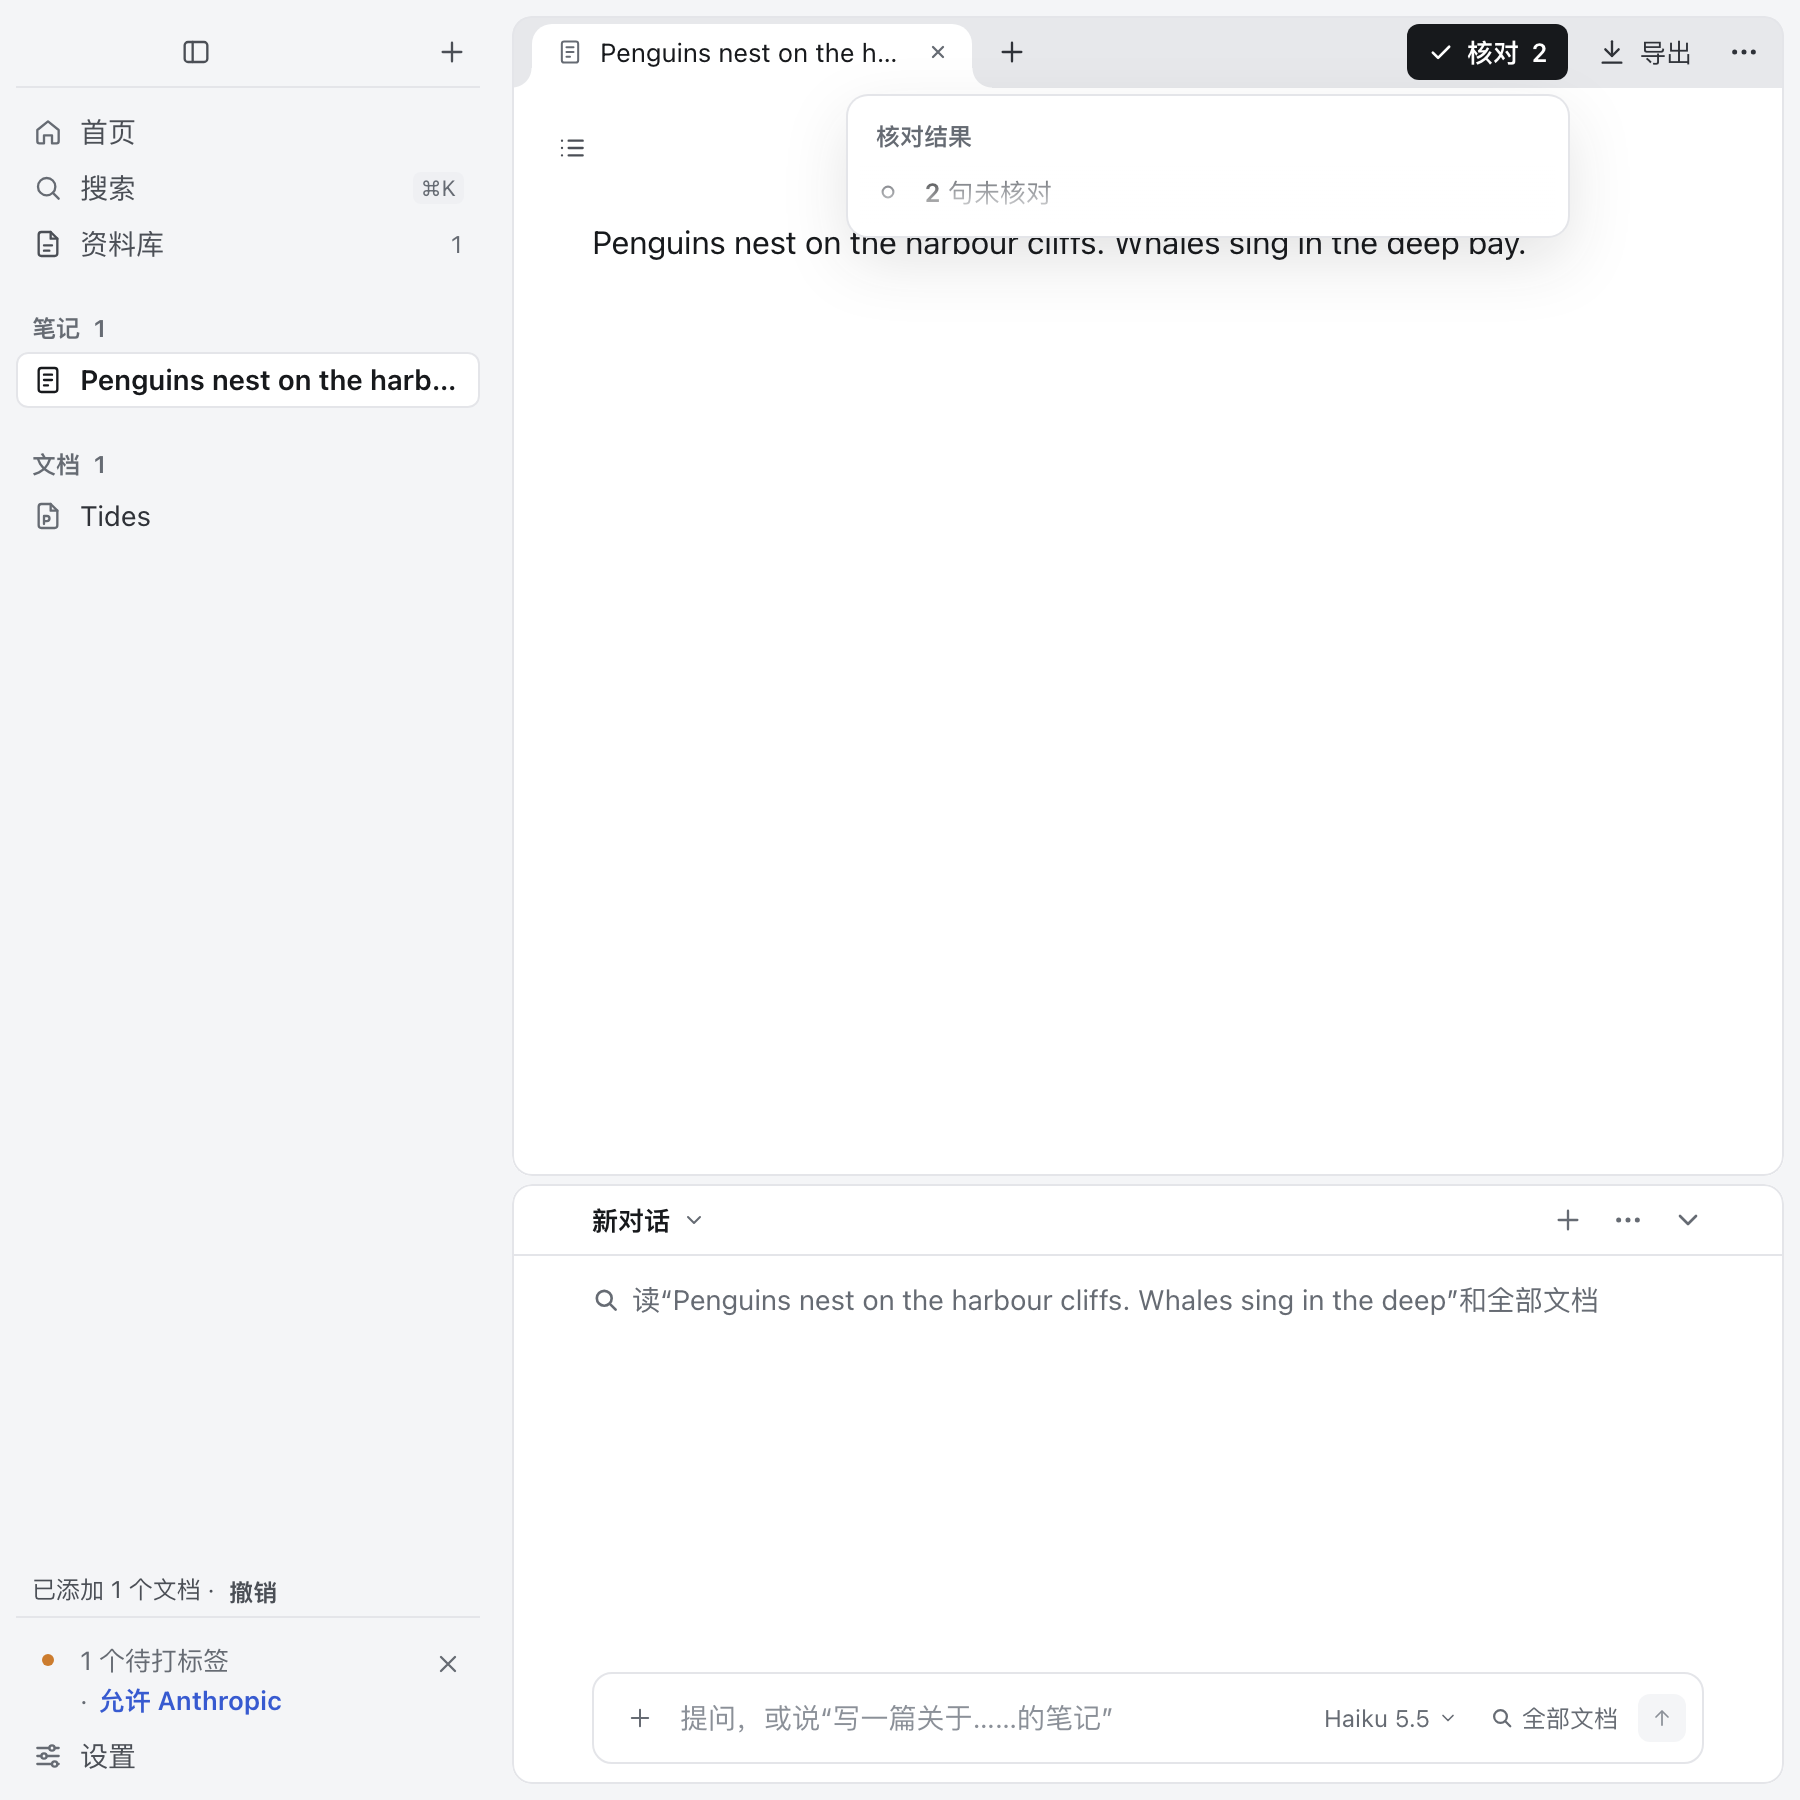 首页
搜索 ⌘K
资料库 1
笔记 1
Penguins nest on the harb...
文档 1
Tides
已添加 1 个文档 · 撤销
1 个待打标签
· 允许 Anthropic
设置
Penguins nest on the h...
核对 2
导出
核对结果
2 句未核对
Penguins nest on the harbour cliffs. Whales sing in the deep bay.
新对话
读“Penguins nest on the harbour cliffs. Whales sing in the deep”和全部文档
提问，或说“写一篇关于……的笔记”
Haiku 5.5
全部文档